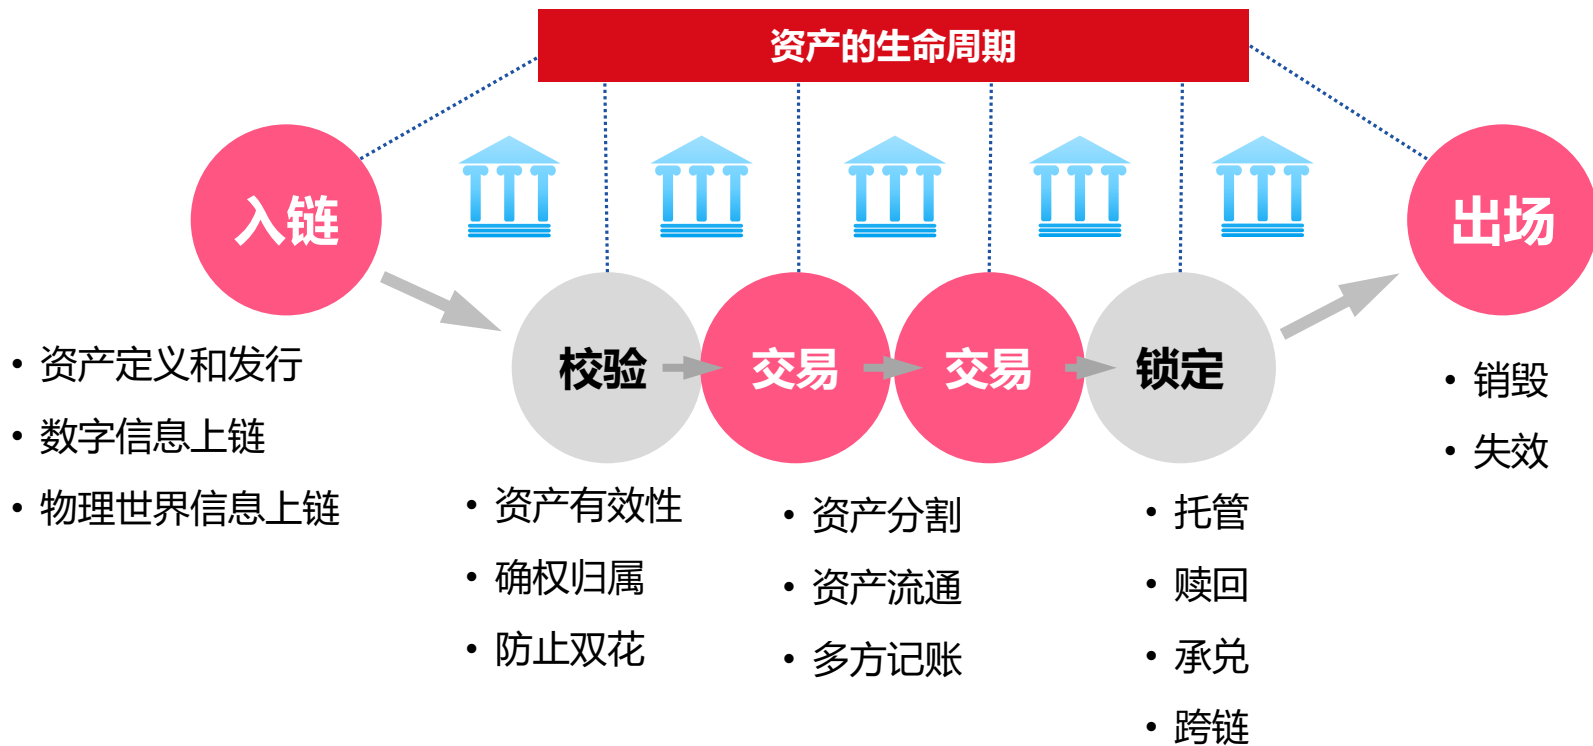 资产的生命周期
入链
出场
校验
交易
交易
锁定
• 资产定义和发行
• 数字信息上链
• 物理世界信息上链
• 资产有效性
• 确权归属
• 防止双花
• 资产分割
• 资产流通
• 多方记账
• 托管
• 赎回
• 承兑
• 跨链
• 销毁
• 失效